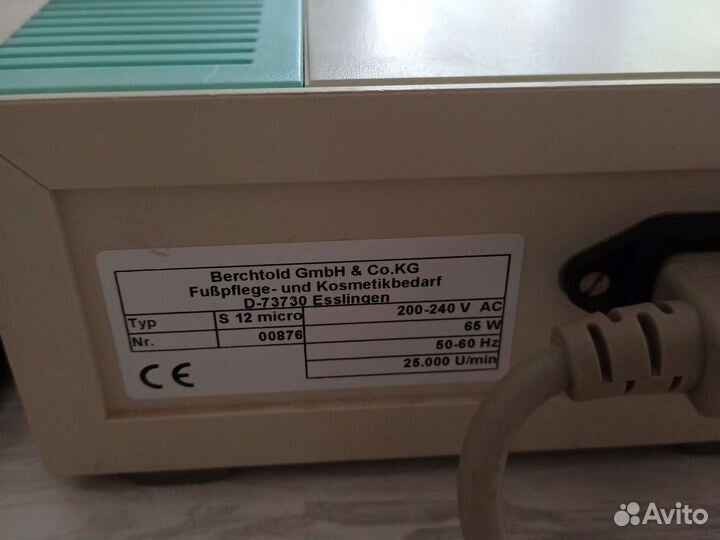 Berchtold GmbH & Co.KG
Fußpflege- und Kosmetikbedarf
D-73730 Esslingen
Typ S 12 micro 200-240 V AC
Nr. 00876 65 W
50-60 Hz
25.000 U/min
CE
Avito